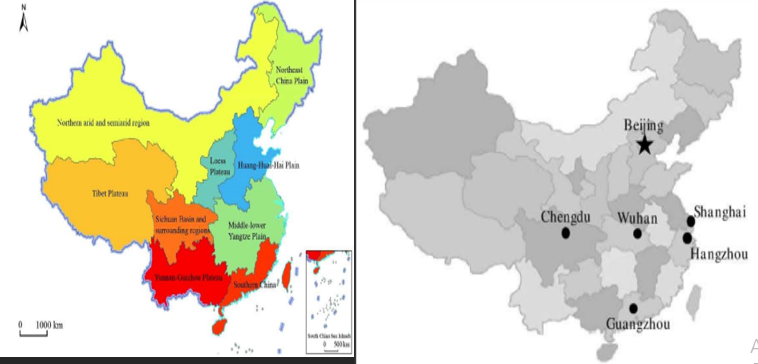 N
Northeast
China Plain
Northern arid and semiarid region
Loess
Plateau
Huang-Huai-Hai Plain
Tibet Plateau
Sichuan Basin and
surrounding regions
Middle-lower
Yangtze Plain
Yunnan-Guizhou Plateau
Southern China
0 1000 km
South China Sea Islands
0 500 km
Beijing
Chengdu
Wuhan
Shanghai
Hangzhou
Guangzhou
A